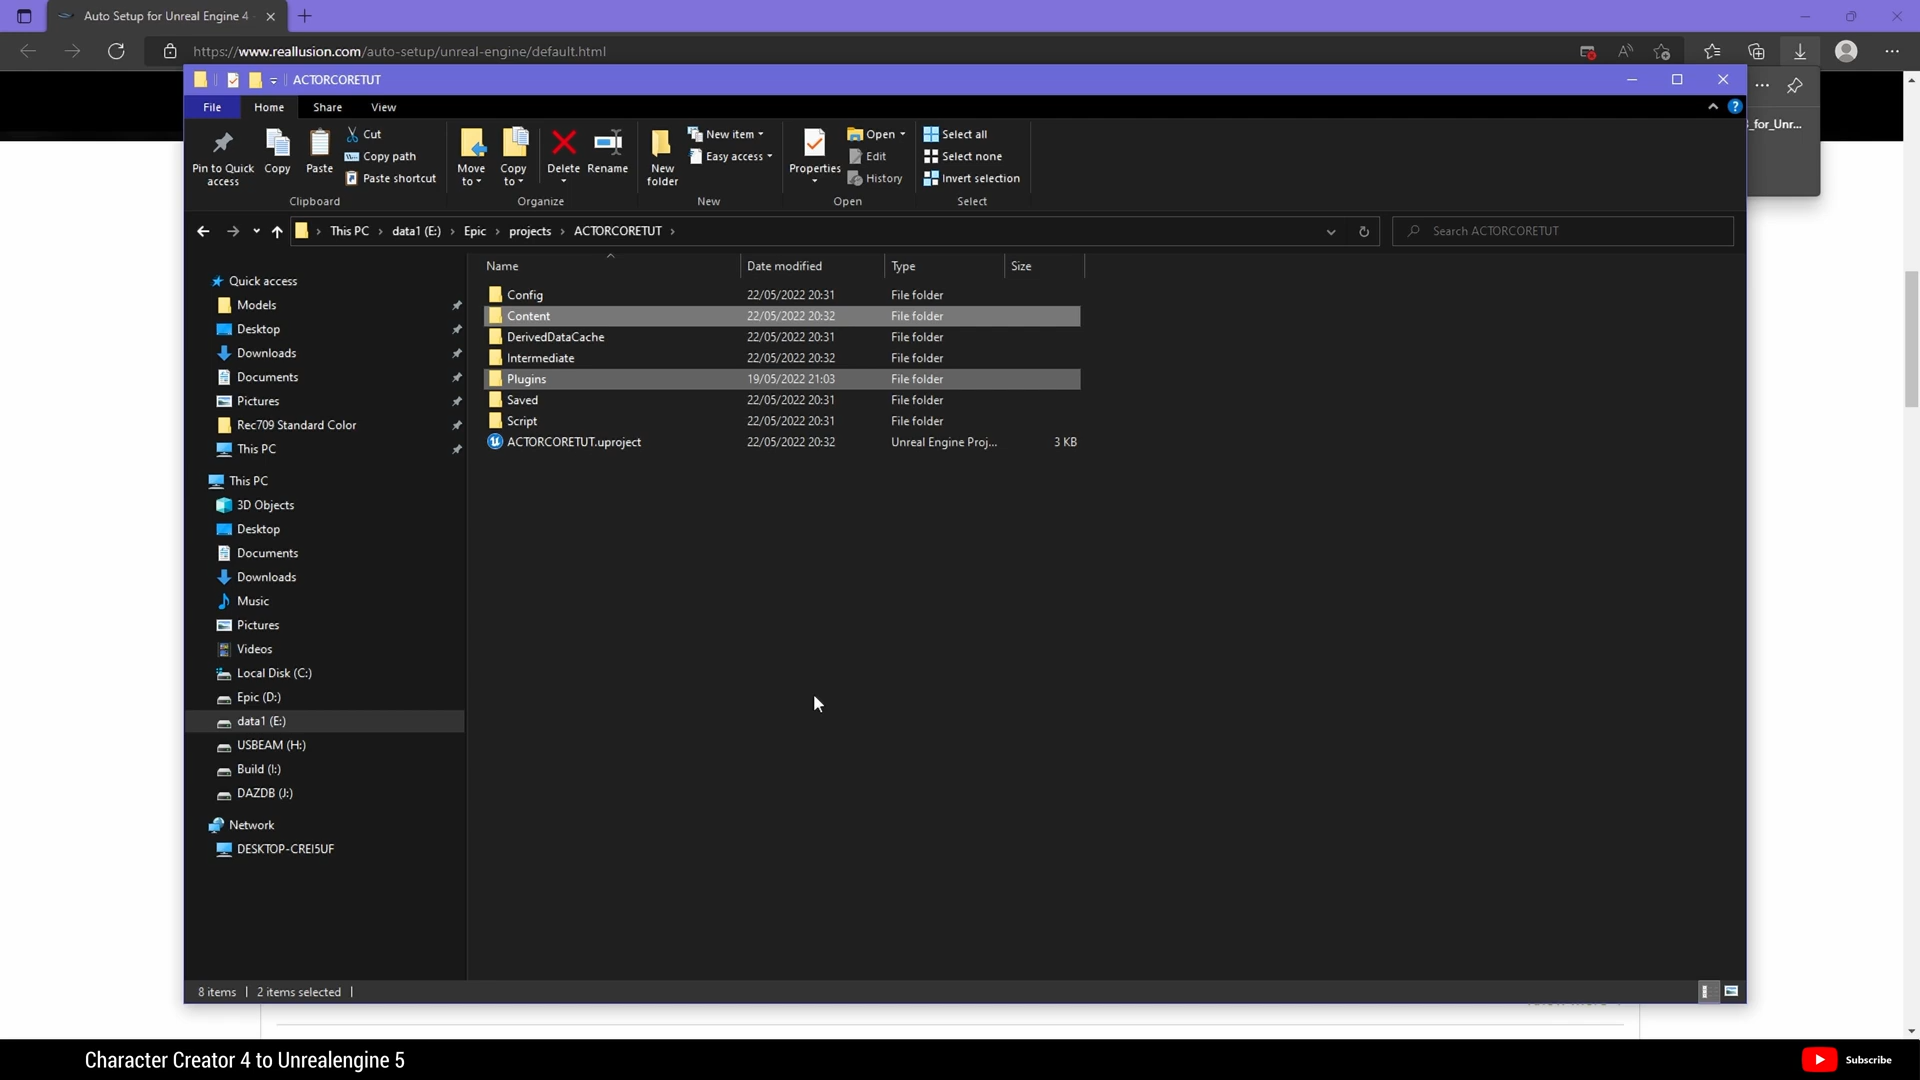 Auto Setup for Unreal Engine 4
https://www.reallusion.com/auto-setup/unreal-engine/default.html
ACTORCORETUT
_for_Unr...
File Home Share View
Pin to Quick access
Copy
Paste
Cut
Copy path
Paste shortcut
Clipboard
Move to
Copy to
Delete
Rename
Organize
New folder
New item
Easy access
New
Properties
Open
Edit
History
Open
Select all
Select none
Invert selection
Select
This PC › data1 (E:) › Epic › projects › ACTORCORETUT ›
Search ACTORCORETUT
Quick access
Models
Desktop
Downloads
Documents
Pictures
Rec709 Standard Color
This PC
This PC
3D Objects
Desktop
Documents
Downloads
Music
Pictures
Videos
Local Disk (C:)
Epic (D:)
data1 (E:)
USBEAM (H:)
Build (I:)
DAZDB (J:)
Network
DESKTOP-CREI5UF
Name Date modified Type Size
Config 22/05/2022 20:31 File folder
Content 22/05/2022 20:32 File folder
DerivedDataCache 22/05/2022 20:31 File folder
Intermediate 22/05/2022 20:32 File folder
Plugins 19/05/2022 21:03 File folder
Saved 22/05/2022 20:31 File folder
Script 22/05/2022 20:31 File folder
ACTORCORETUT.uproject 22/05/2022 20:32 Unreal Engine Proj... 3 KB
8 items 2 items selected
Character Creator 4 to Unrealengine 5
Subscribe